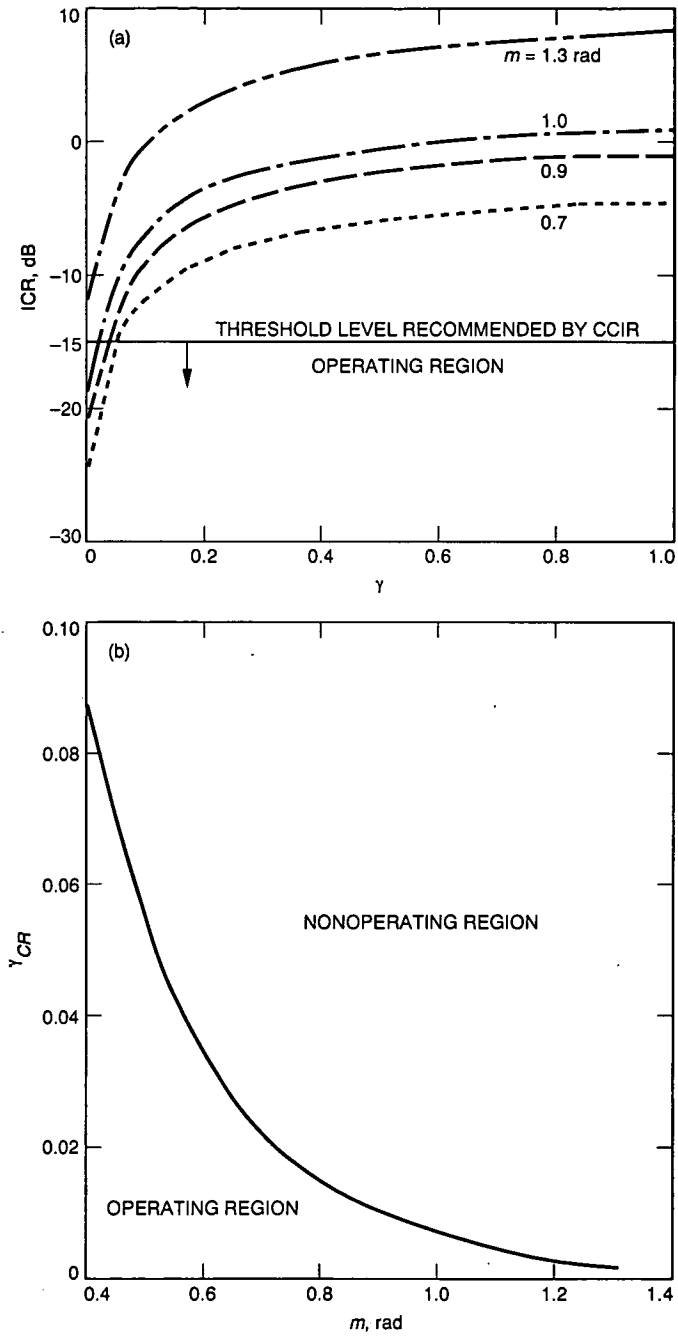 10
(a)
m = 1.3 rad
1.0
0
0.9
0.7
ICR, dB
−10
THRESHOLD LEVEL RECOMMENDED BY CCIR
−15
OPERATING REGION
−20
−30
0 0.2 0.4 0.6 0.8 1.0
γ
0.10
(b)
0.08
0.06
NONOPERATING REGION
γCR
0.04
0.02
OPERATING REGION
0
0.4 0.6 0.8 1.0 1.2 1.4
m, rad